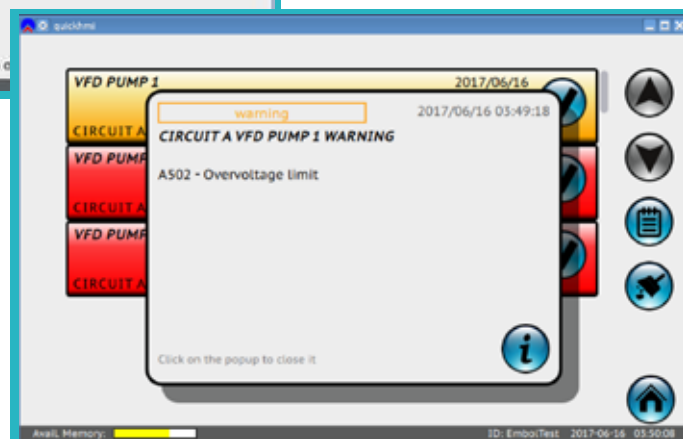 quickhmi
VFD PUMP 1 2017/06/16
CIRCUIT A
VFD PUMP
CIRCUIT A
VFD PUMP
CIRCUIT A
warning 2017/06/16 03:49:18
CIRCUIT A VFD PUMP 1 WARNING
A502 - Overvoltage limit
Click on the popup to close it
Avail. Memory: ID: EmbolTest 2017-06-16 03:50:08